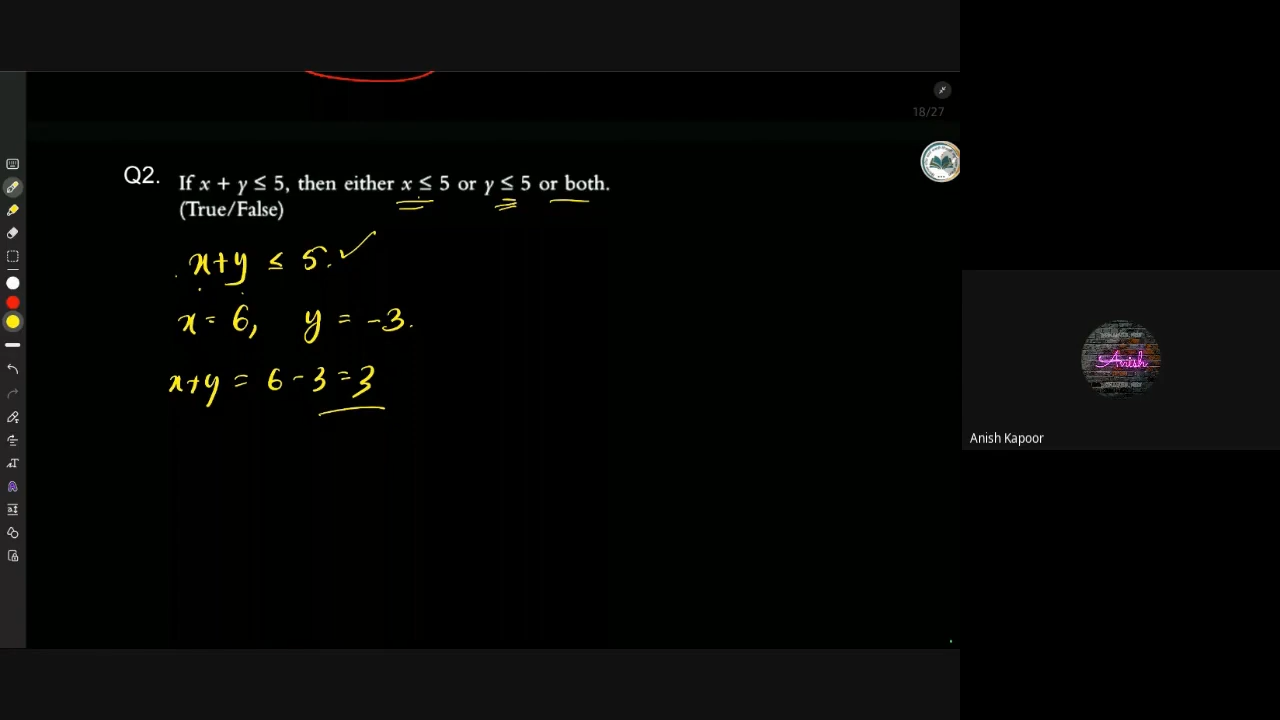 18/27
Q2. If x + y ≤ 5, then either x ≤ 5 or y ≤ 5 or both.
(True/False)
x+y ≤ 5.
x = 6, y = -3.
x+y = 6 - 3 = 3
Anish
Anish Kapoor